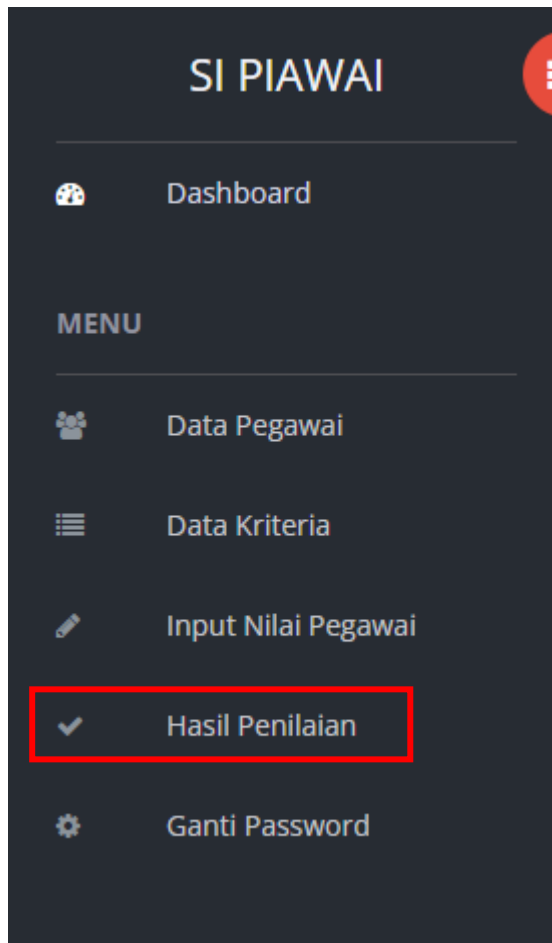 SI PIAWAI
Dashboard
MENU
Data Pegawai
Data Kriteria
Input Nilai Pegawai
Hasil Penilaian
Ganti Password